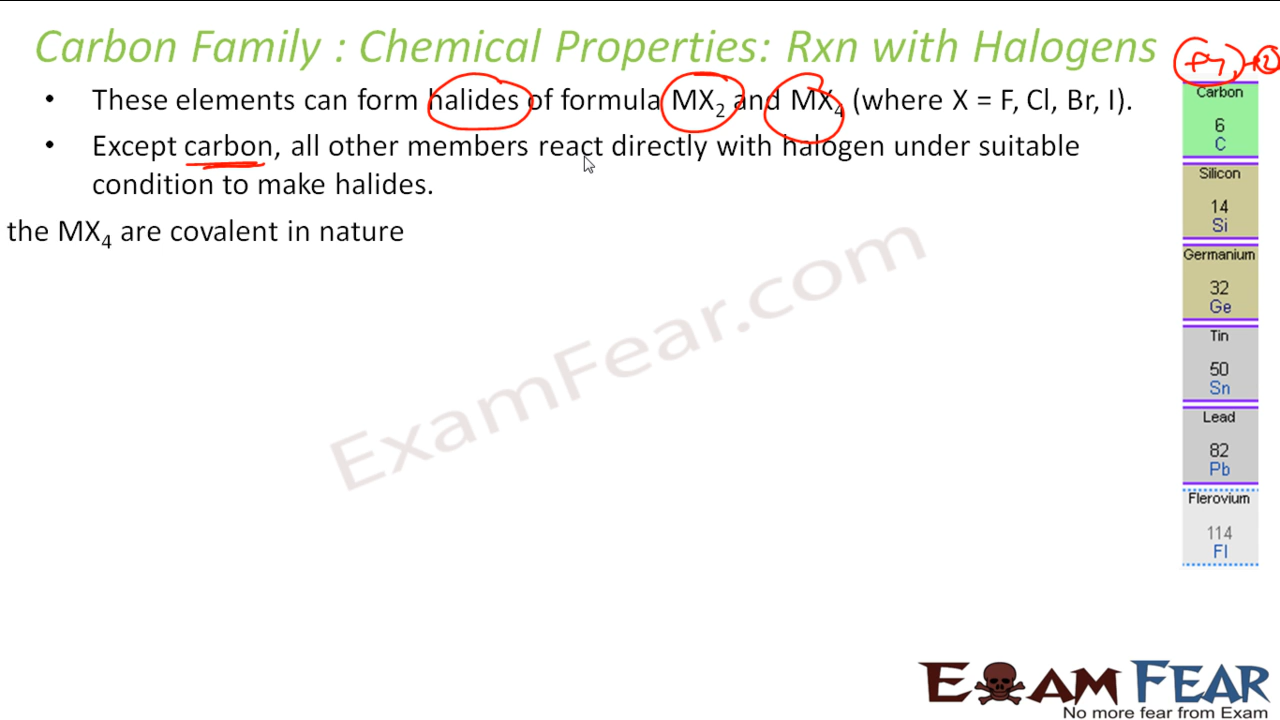 Carbon Family : Chemical Properties: Rxn with Halogens
+4, +2
• These elements can form halides of formula MX₂ and MX₄ (where X = F, Cl, Br, I).
• Except carbon, all other members react directly with halogen under suitable
condition to make halides.
the MX₄ are covalent in nature
Carbon
6
C
Silicon
14
Si
Germanium
32
Ge
Tin
50
Sn
Lead
82
Pb
Flerovium
114
Fl
ExamFear.com
EXAM FEAR
No more fear from Exam